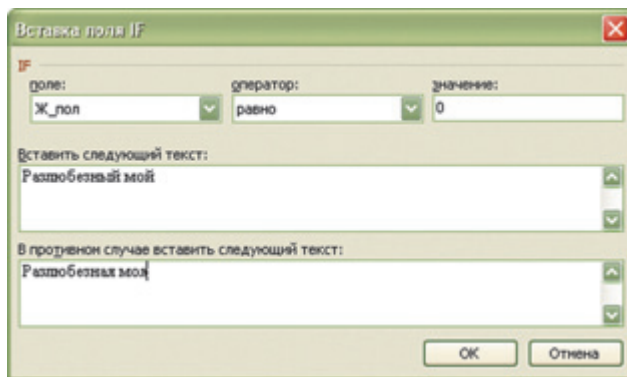 Вставка поля IF
IF
поле: оператор: значение:
Ж_пол равно 0
Вставить следующий текст:
Разлюбезный мой
В противном случае вставить следующий текст:
Разлюбезная моя
ОК Отмена